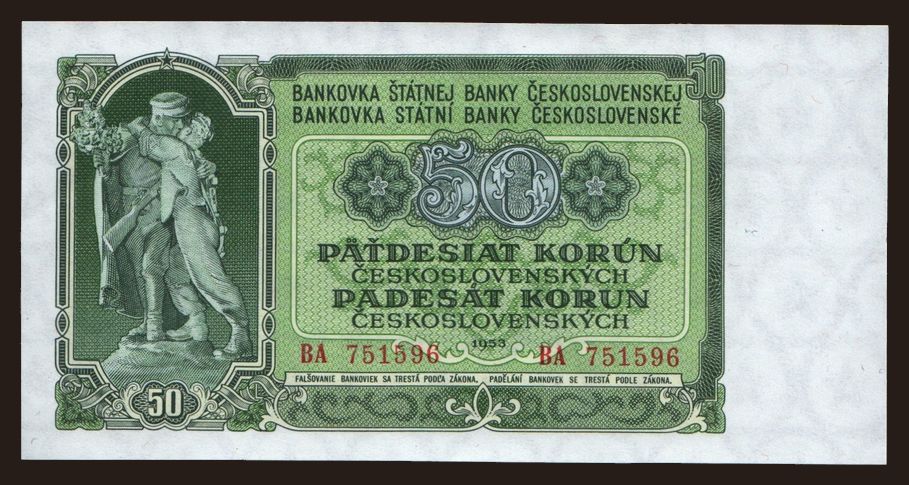 BANKOVKA ŠTÁTNEJ BANKY ČESKOSLOVENSKEJ
BANKOVKA STÁTNÍ BANKY ČESKOSLOVENSKÉ
50
50
PÄŤDESIAT KORÚN
ČESKOSLOVENSKÝCH
PADESÁT KORUN
ČESKOSLOVENSKÝCH
1953
BA 751596 BA 751596
FALŠOVANIE BANKOVIEK SA TRESTÁ PODĽA ZÁKONA. PADĚLÁNÍ BANKOVEK SE TRESTÁ PODLE ZÁKONA.
50